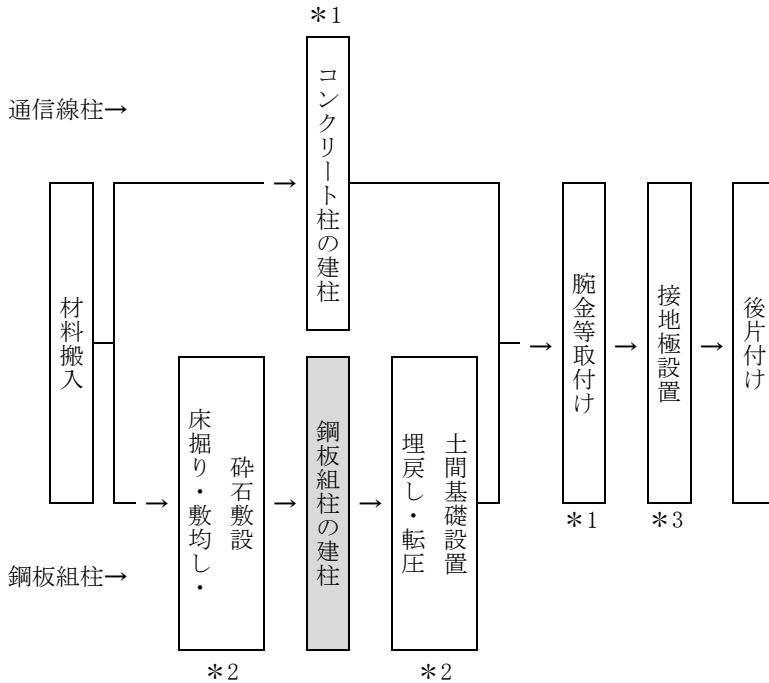 ＊1
通信線柱→
コンクリート柱の建柱
材料搬入
床掘り・敷均し・
砕石敷設
鋼板組柱の建柱
土間基礎設置
埋戻し・転圧
腕金等取付け
接地極設置
後片付け
＊1
＊3
鋼板組柱→
＊2
＊2